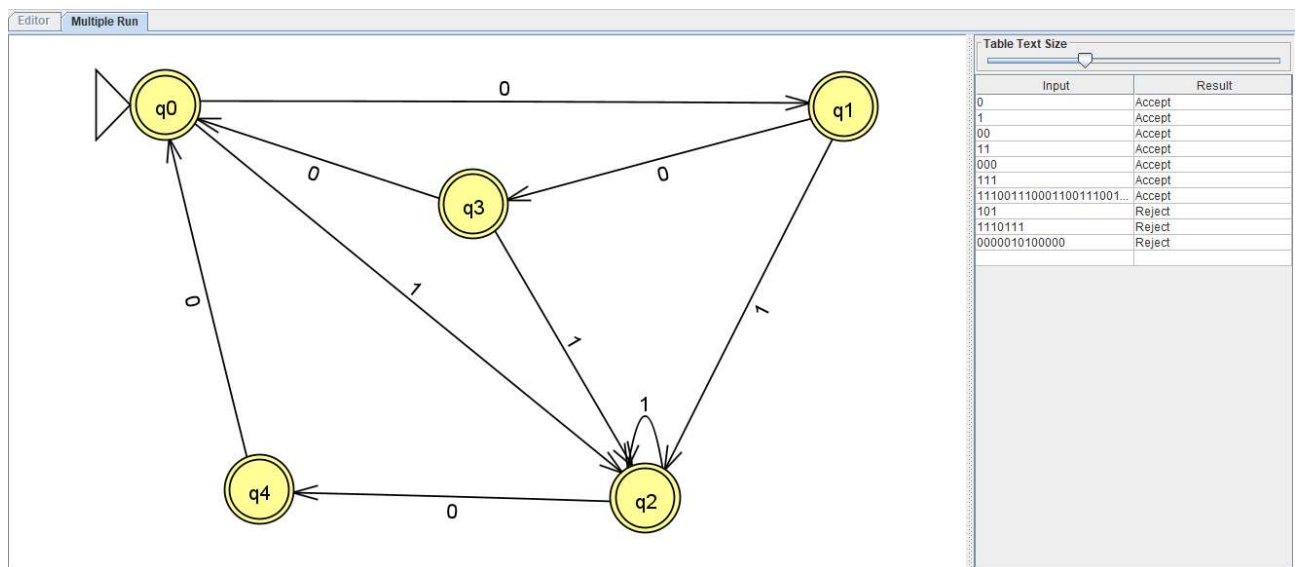 Editor Multiple Run
Table Text Size
Input Result
0 Accept
1 Accept
00 Accept
11 Accept
000 Accept
111 Accept
111001110001100111001... Accept
101 Reject
1110111 Reject
0000010100000 Reject
q0
0
q1
0
0
q3
0
1
1
1
1
q4
0
q2